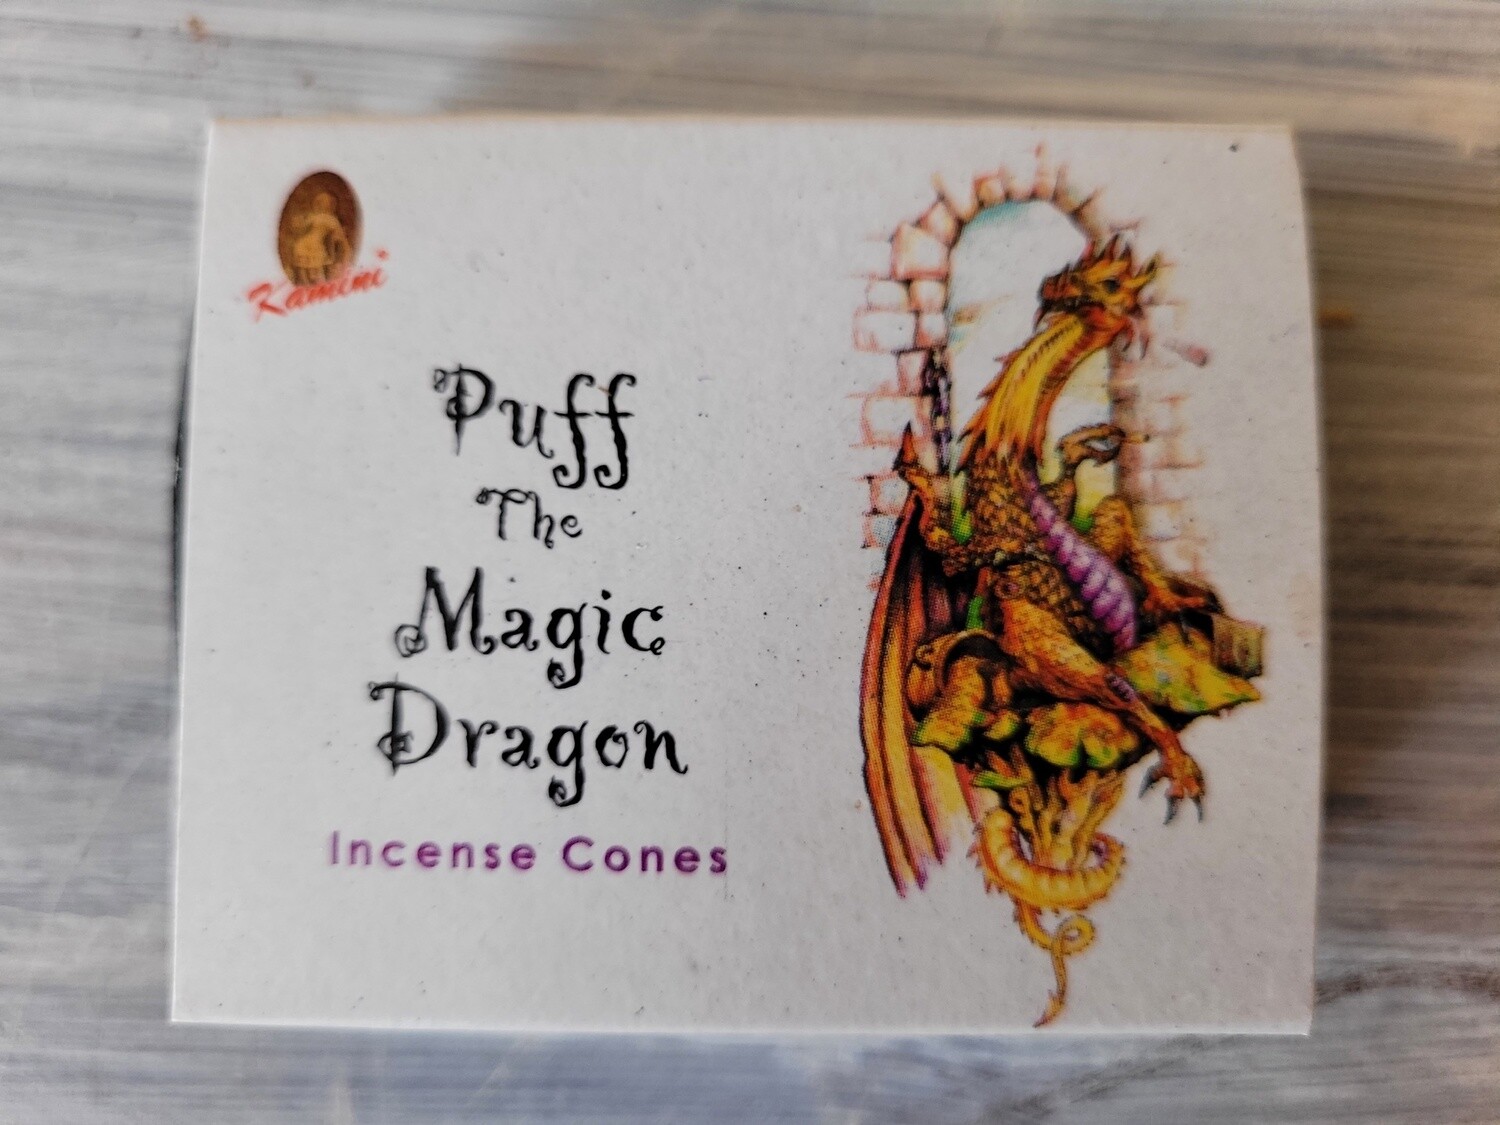 Kamini
Puff
The
Magic
Dragon
Incense Cones